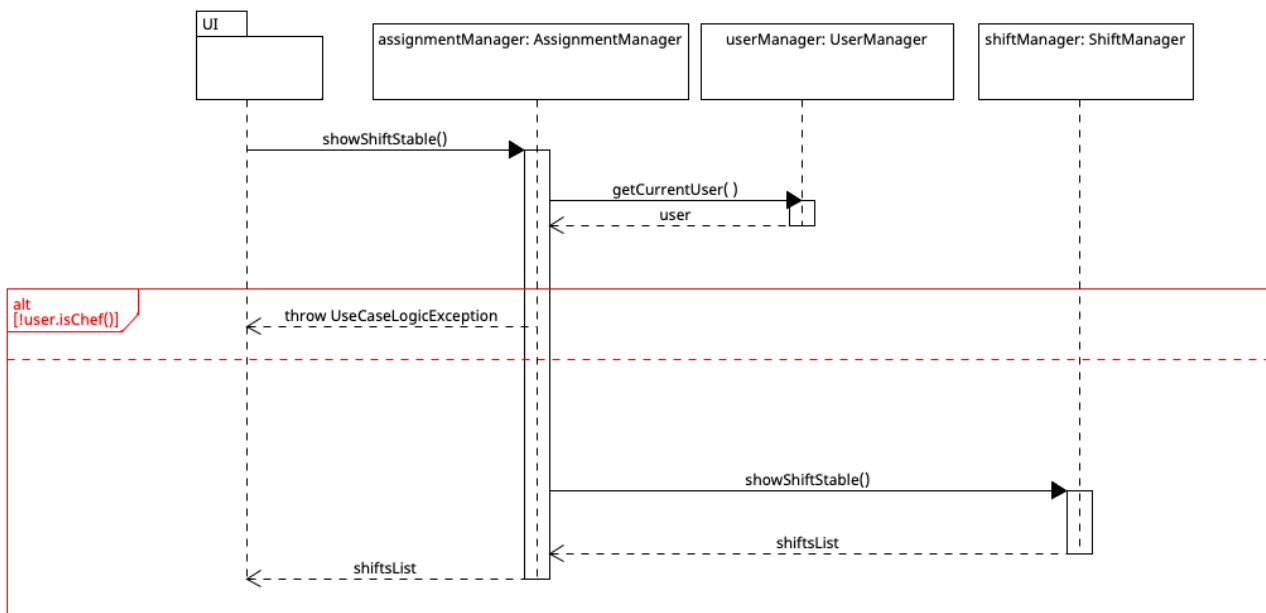 UI
assignmentManager: AssignmentManager
userManager: UserManager
shiftManager: ShiftManager
showShiftStable()
getCurrentUser( )
user
alt
[!user.isChef()]
throw UseCaseLogicException
showShiftStable()
shiftsList
shiftsList